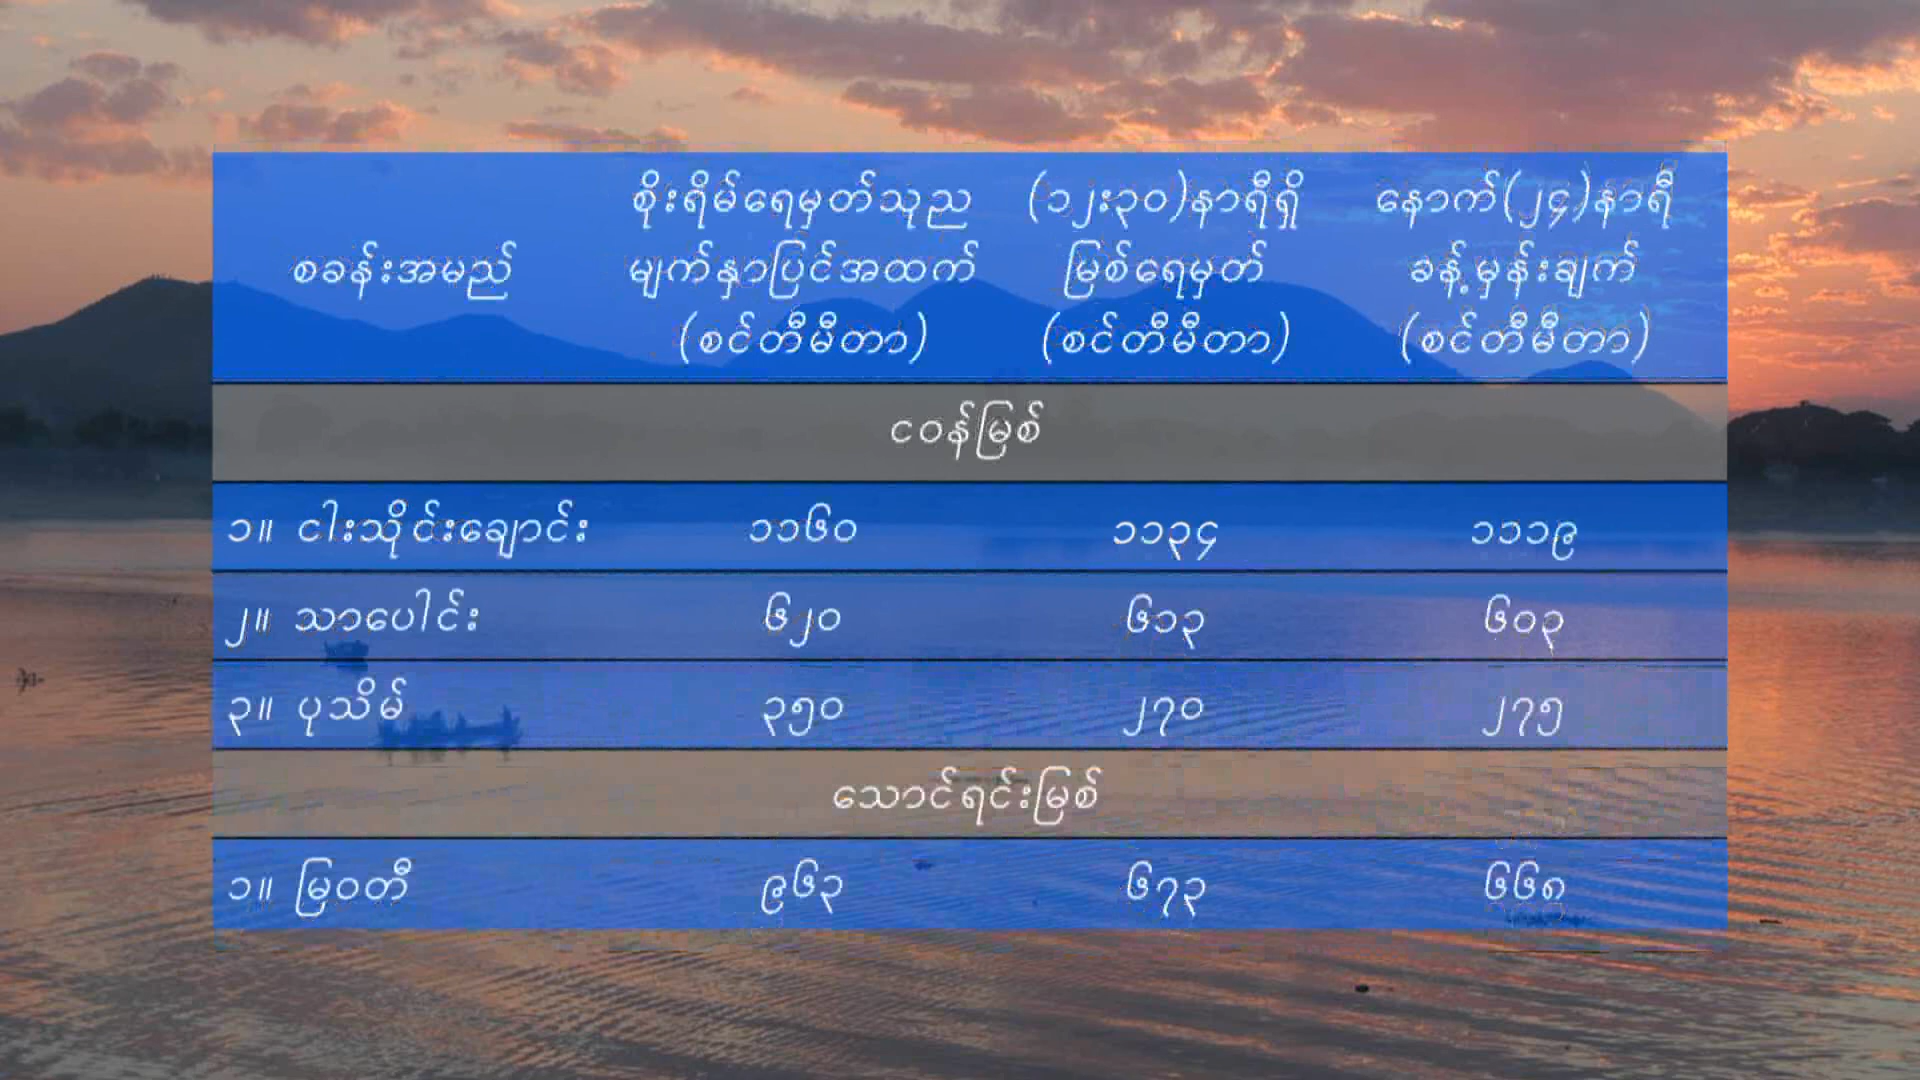 စခန်းအမည်
စိုးရိမ်ရေမှတ်သုည
မျက်နှာပြင်အထက်
(စင်တီမီတာ)
(၁၂း၃၀)နာရီရှိ
မြစ်ရေမှတ်
(စင်တီမီတာ)
နောက်(၂၄)နာရီ
ခန့်မှန်းချက်
(စင်တီမီတာ)
ငဝန်မြစ်
၁။ ငါးသိုင်းချောင်း ၁၁၆၀ ၁၁၃၄ ၁၁၁၉
၂။ သာပေါင်း ၆၂၀ ၆၁၃ ၆၀၃
၃။ ပုသိမ် ၃၅၀ ၂၇၀ ၂၇၅
သောင်ရင်းမြစ်
၁။ မြဝတီ ၉၆၃ ၆၇၃ ၆၆၈